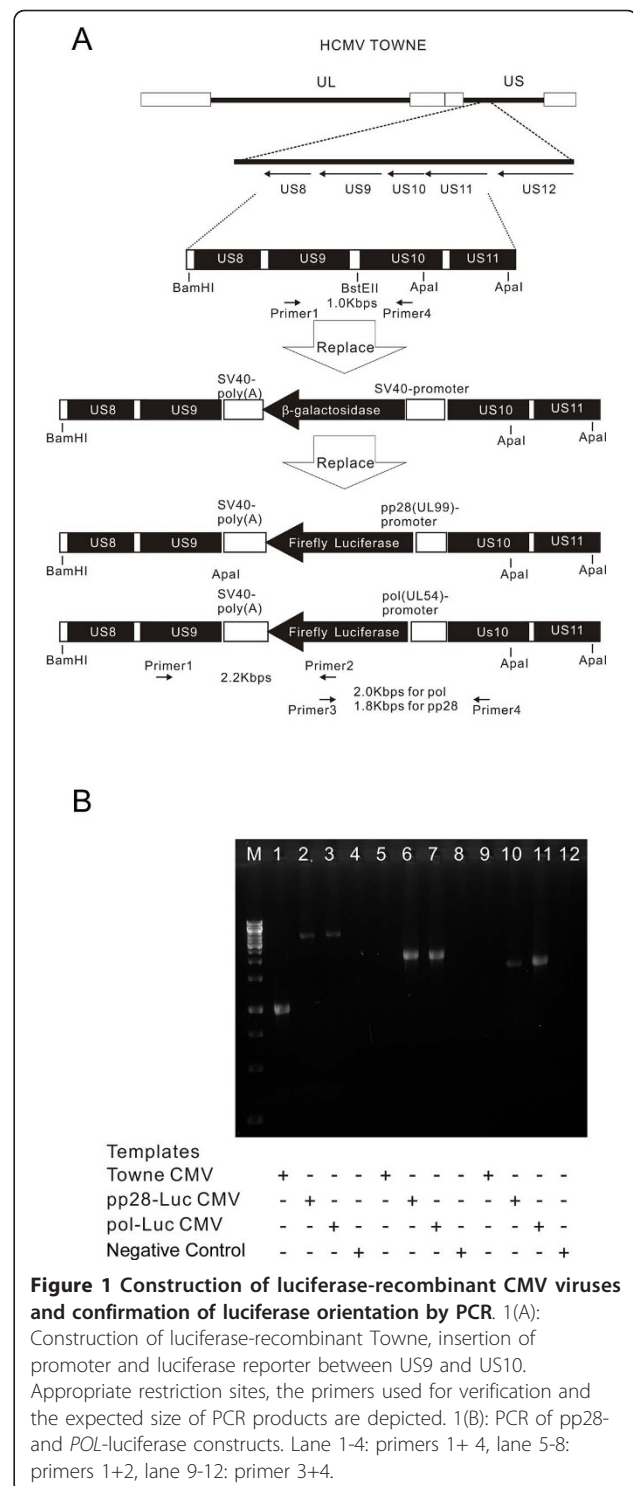 A
HCMV TOWNE
UL US
US8 US9 US10 US11 US12
US8 US9 US10 US11
BamHI BstEII ApaI ApaI
1.0Kbps
Primer1 Primer4
Replace
SV40-
poly(A) SV40-promoter
US8 US9 β-galactosidase US10 US11
BamHI ApaI ApaI
Replace
SV40-
poly(A) pp28(UL99)-
promoter
US8 US9 Firefly Luciferase US10 US11
BamHI ApaI ApaI ApaI
SV40-
poly(A) pol(UL54)-
promoter
US8 US9 Firefly Luciferase Us10 US11
BamHI ApaI ApaI
Primer1 2.2Kbps Primer2
Primer3 2.0Kbps for pol
1.8Kbps for pp28 Primer4
B
M 1 2 3 4 5 6 7 8 9 10 11 12
Templates
Towne CMV + - - - + - - - + - - -
pp28-Luc CMV - + - - - + - - - + - -
pol-Luc CMV - - + - - - + - - - + -
Negative Control - - - + - - - + - - - +
Figure 1 Construction of luciferase-recombinant CMV viruses
and confirmation of luciferase orientation by PCR. 1(A):
Construction of luciferase-recombinant Towne, insertion of
promoter and luciferase reporter between US9 and US10.
Appropriate restriction sites, the primers used for verification and
the expected size of PCR products are depicted. 1(B): PCR of pp28-
and POL-luciferase constructs. Lane 1-4: primers 1+ 4, lane 5-8:
primers 1+2, lane 9-12: primer 3+4.